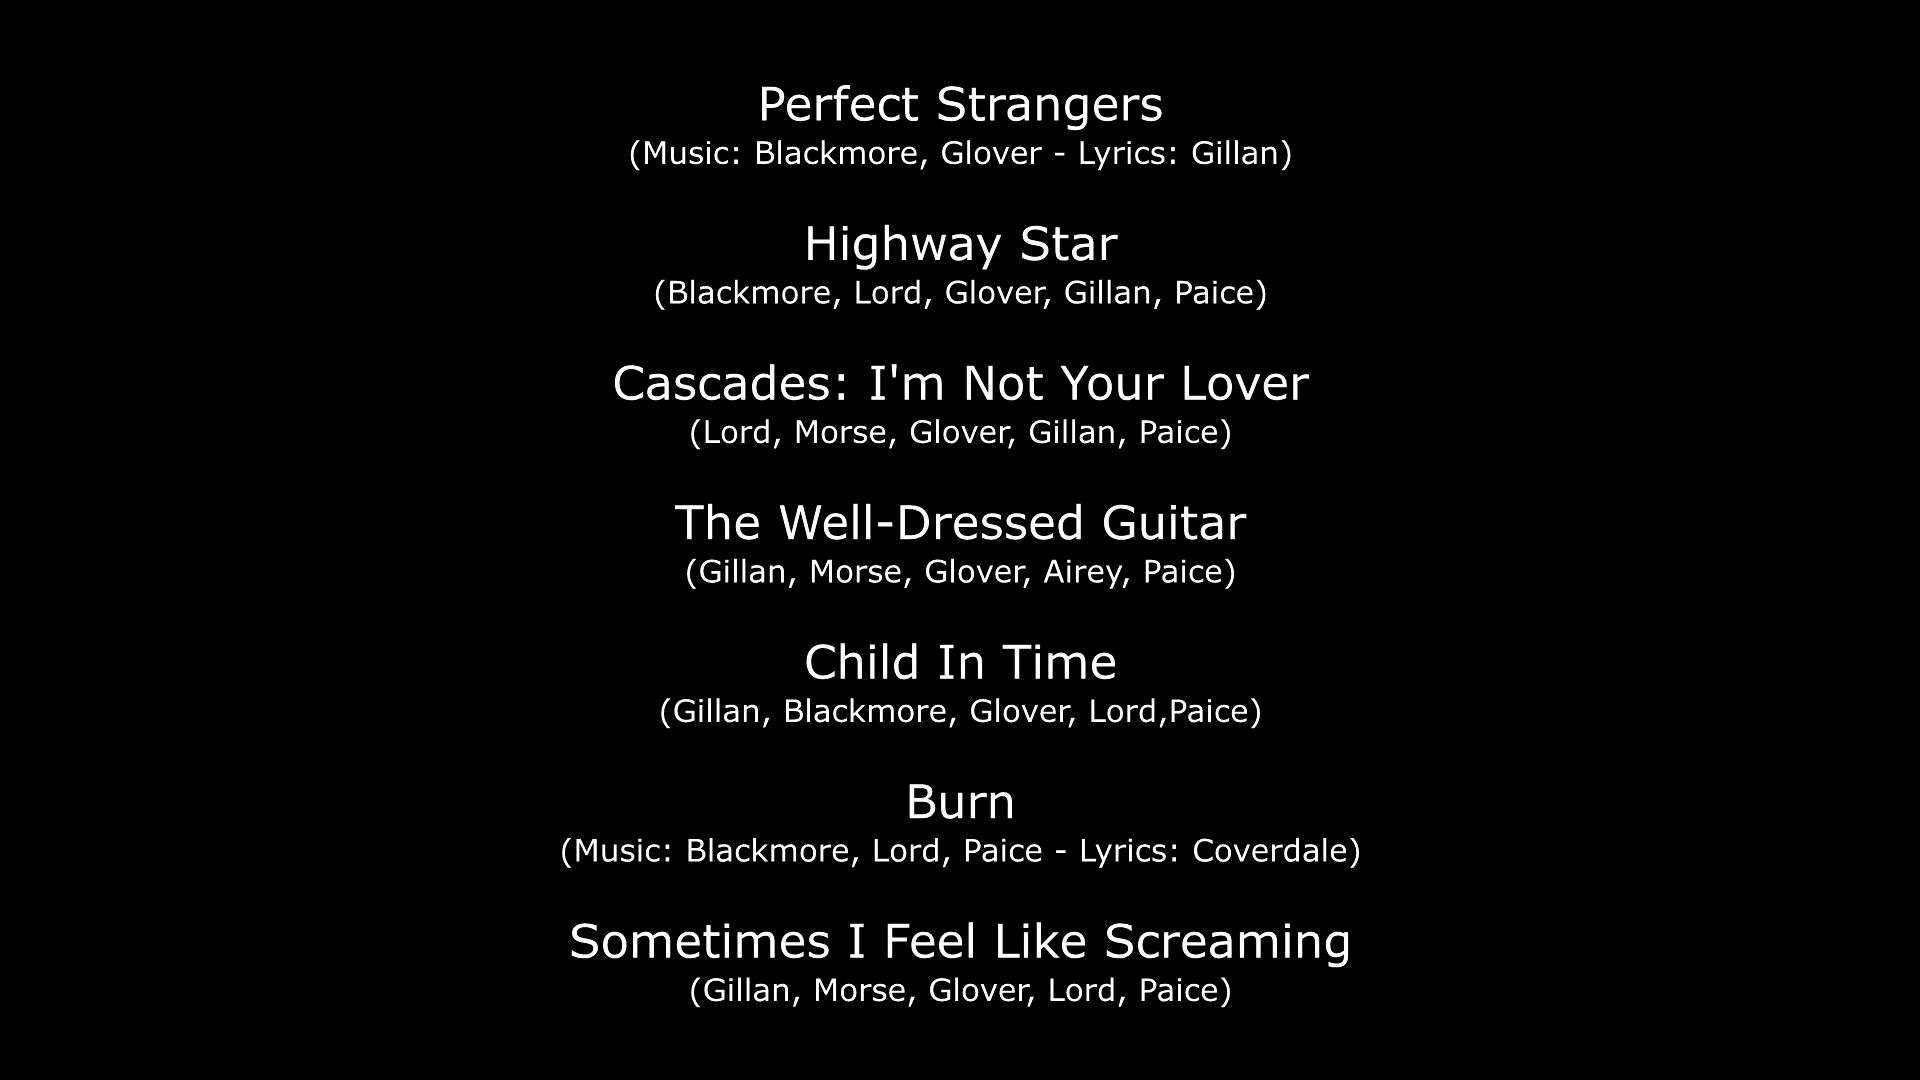 Perfect Strangers
(Music: Blackmore, Glover - Lyrics: Gillan)
Highway Star
(Blackmore, Lord, Glover, Gillan, Paice)
Cascades: I'm Not Your Lover
(Lord, Morse, Glover, Gillan, Paice)
The Well-Dressed Guitar
(Gillan, Morse, Glover, Airey, Paice)
Child In Time
(Gillan, Blackmore, Glover, Lord,Paice)
Burn
(Music: Blackmore, Lord, Paice - Lyrics: Coverdale)
Sometimes I Feel Like Screaming
(Gillan, Morse, Glover, Lord, Paice)